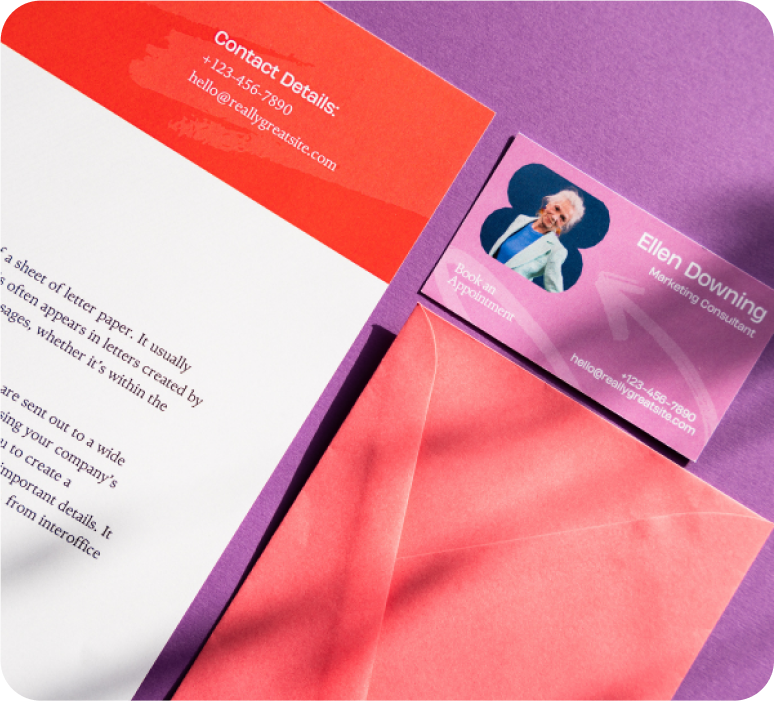 Contact Details:
+123-456-7890
hello@reallygreatsite.com
a sheet of letter paper. It usually
often appears in letters created by
whether it's within the
are sent out to a wide
using your company's
to create a
important details. It
from interoffice
Ellen Downing
Marketing Consultant
Book an
Appointment
+123-456-7890
hello@reallygreatsite.com